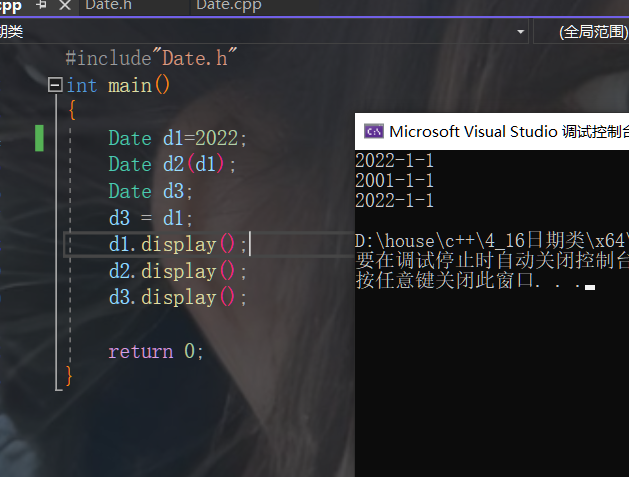 cpp Date.h Date.cpp
期类 (全局范围)
#include"Date.h"
int main()
{
Date d1=2022;
Date d2(d1);
Date d3;
d3 = d1;
d1.display();
d2.display();
d3.display();
return 0;
}
Microsoft Visual Studio 调试控制台
2022-1-1
2001-1-1
2022-1-1
D:\house\c++\4_16日期类\x64\
要在调试停止时自动关闭控制台
按任意键关闭此窗口. . .